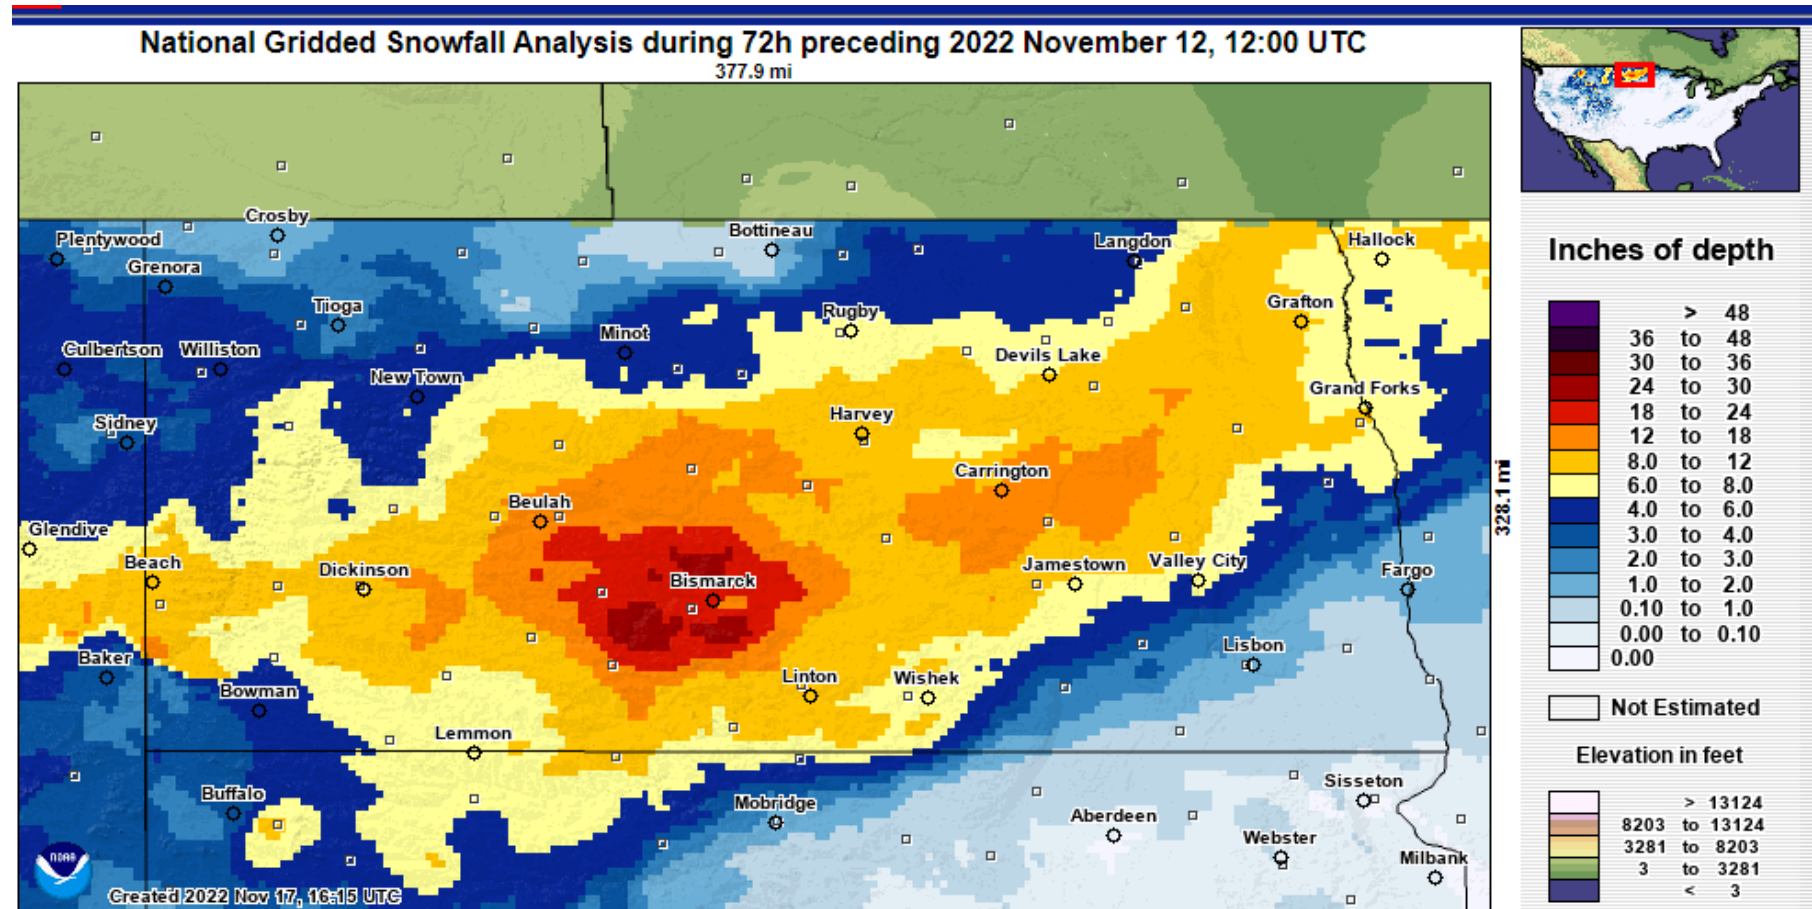 National Gridded Snowfall Analysis during 72h preceding 2022 November 12, 12:00 UTC
377.9 mi
Crosby
Plentywood
Bottineau
Langdon
Hallock
Grenora
Tioga
Rugby
Grafton
Minot
Culbertson
Williston
Devils Lake
New Town
Grand Forks
Sidney
Harvey
Carrington
Beulah
Glendive
Beach
Dickinson
Bismarck
Jamestown
Valley City
Fargo
Baker
Bowman
Linton
Wishek
Lisbon
Lemmon
Buffalo
Mobridge
Aberdeen
Sisseton
Webster
Milbank
NOAA
Created 2022 Nov 17, 16:15 UTC
328.1 mi
Inches of depth
> 48
36 to 48
30 to 36
24 to 30
18 to 24
12 to 18
8.0 to 12
6.0 to 8.0
4.0 to 6.0
3.0 to 4.0
2.0 to 3.0
1.0 to 2.0
0.10 to 1.0
0.00 to 0.10
0.00
Not Estimated
Elevation in feet
> 13124
8203 to 13124
3281 to 8203
3 to 3281
< 3